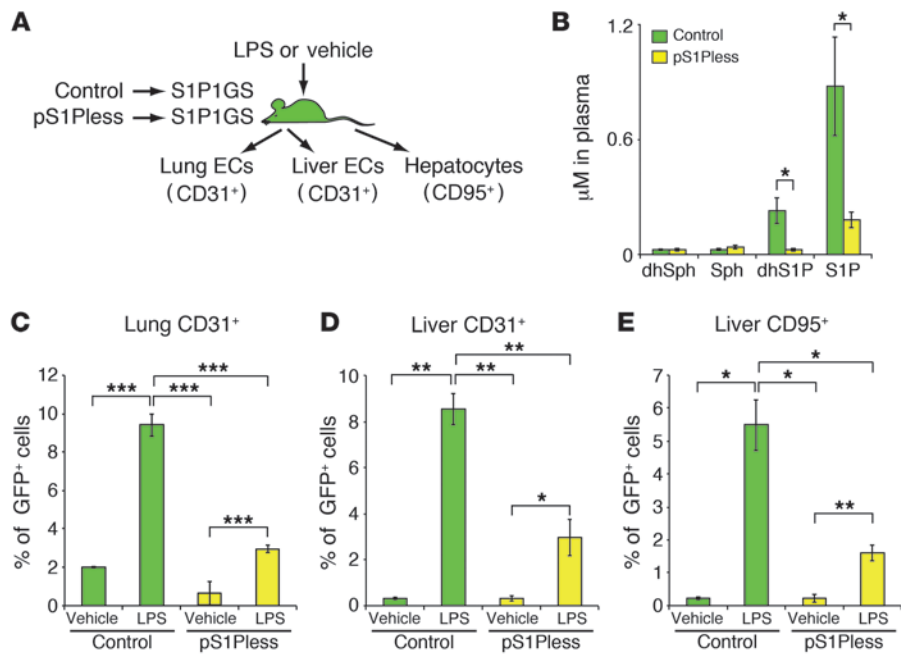 A
LPS or vehicle
Control
S1P1GS
pS1Pless
S1P1GS
Lung ECs
(CD31+)
Liver ECs
(CD31+)
Hepatocytes
(CD95+)
B
μM in plasma
1.2
0.6
0
Control
pS1Pless
*
*
dhSph
Sph
dhS1P
S1P
C
Lung CD31+
% of GFP+ cells
12
10
8
6
4
2
0
***
***
***
***
Vehicle
LPS
Vehicle
LPS
Control
pS1Pless
D
Liver CD31+
% of GFP+ cells
10
8
6
4
2
0
**
**
**
*
Vehicle
LPS
Vehicle
LPS
Control
pS1Pless
E
Liver CD95+
% of GFP+ cells
7
6
5
4
3
2
1
0
*
*
*
**
Vehicle
LPS
Vehicle
LPS
Control
pS1Pless